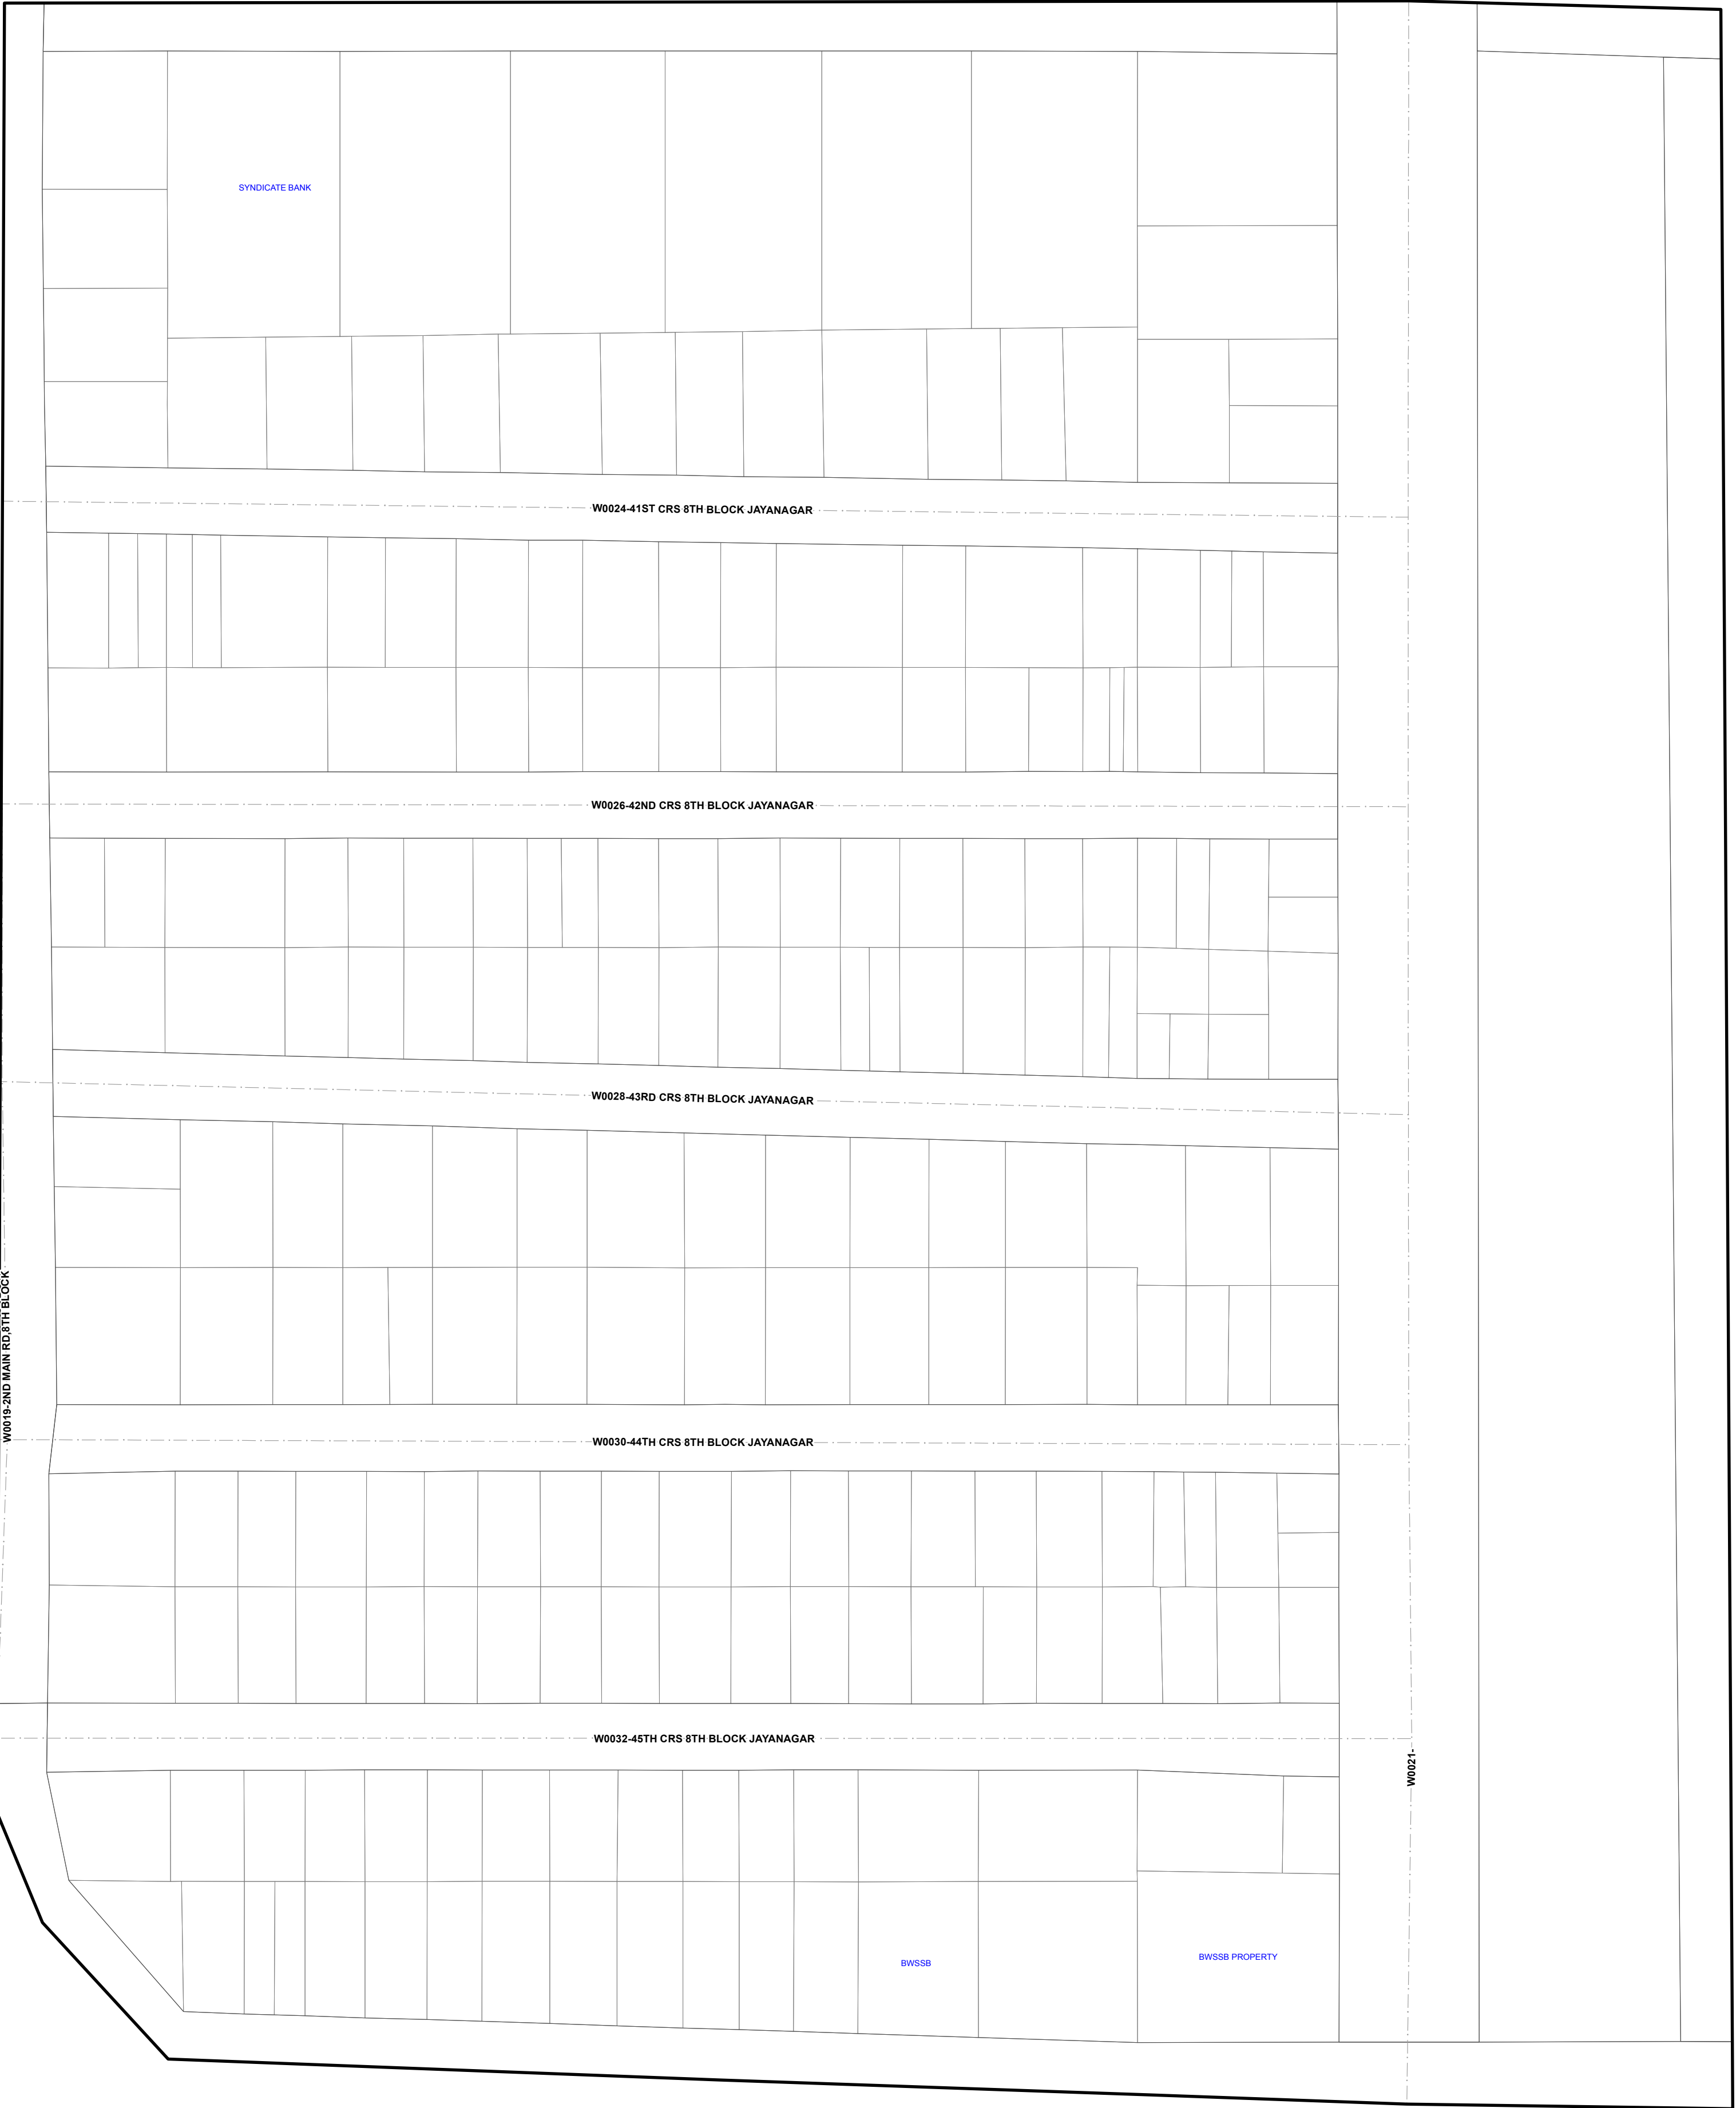 SYNDICATE BANK
W0024-41ST CRS 8TH BLOCK JAYANAGAR
W0026-42ND CRS 8TH BLOCK JAYANAGAR
W0028-43RD CRS 8TH BLOCK JAYANAGAR
W0019-2ND MAIN RD,8TH BLOCK
W0030-44TH CRS 8TH BLOCK JAYANAGAR
W0032-45TH CRS 8TH BLOCK JAYANAGAR
W0021-
BWSSB
BWSSB PROPERTY